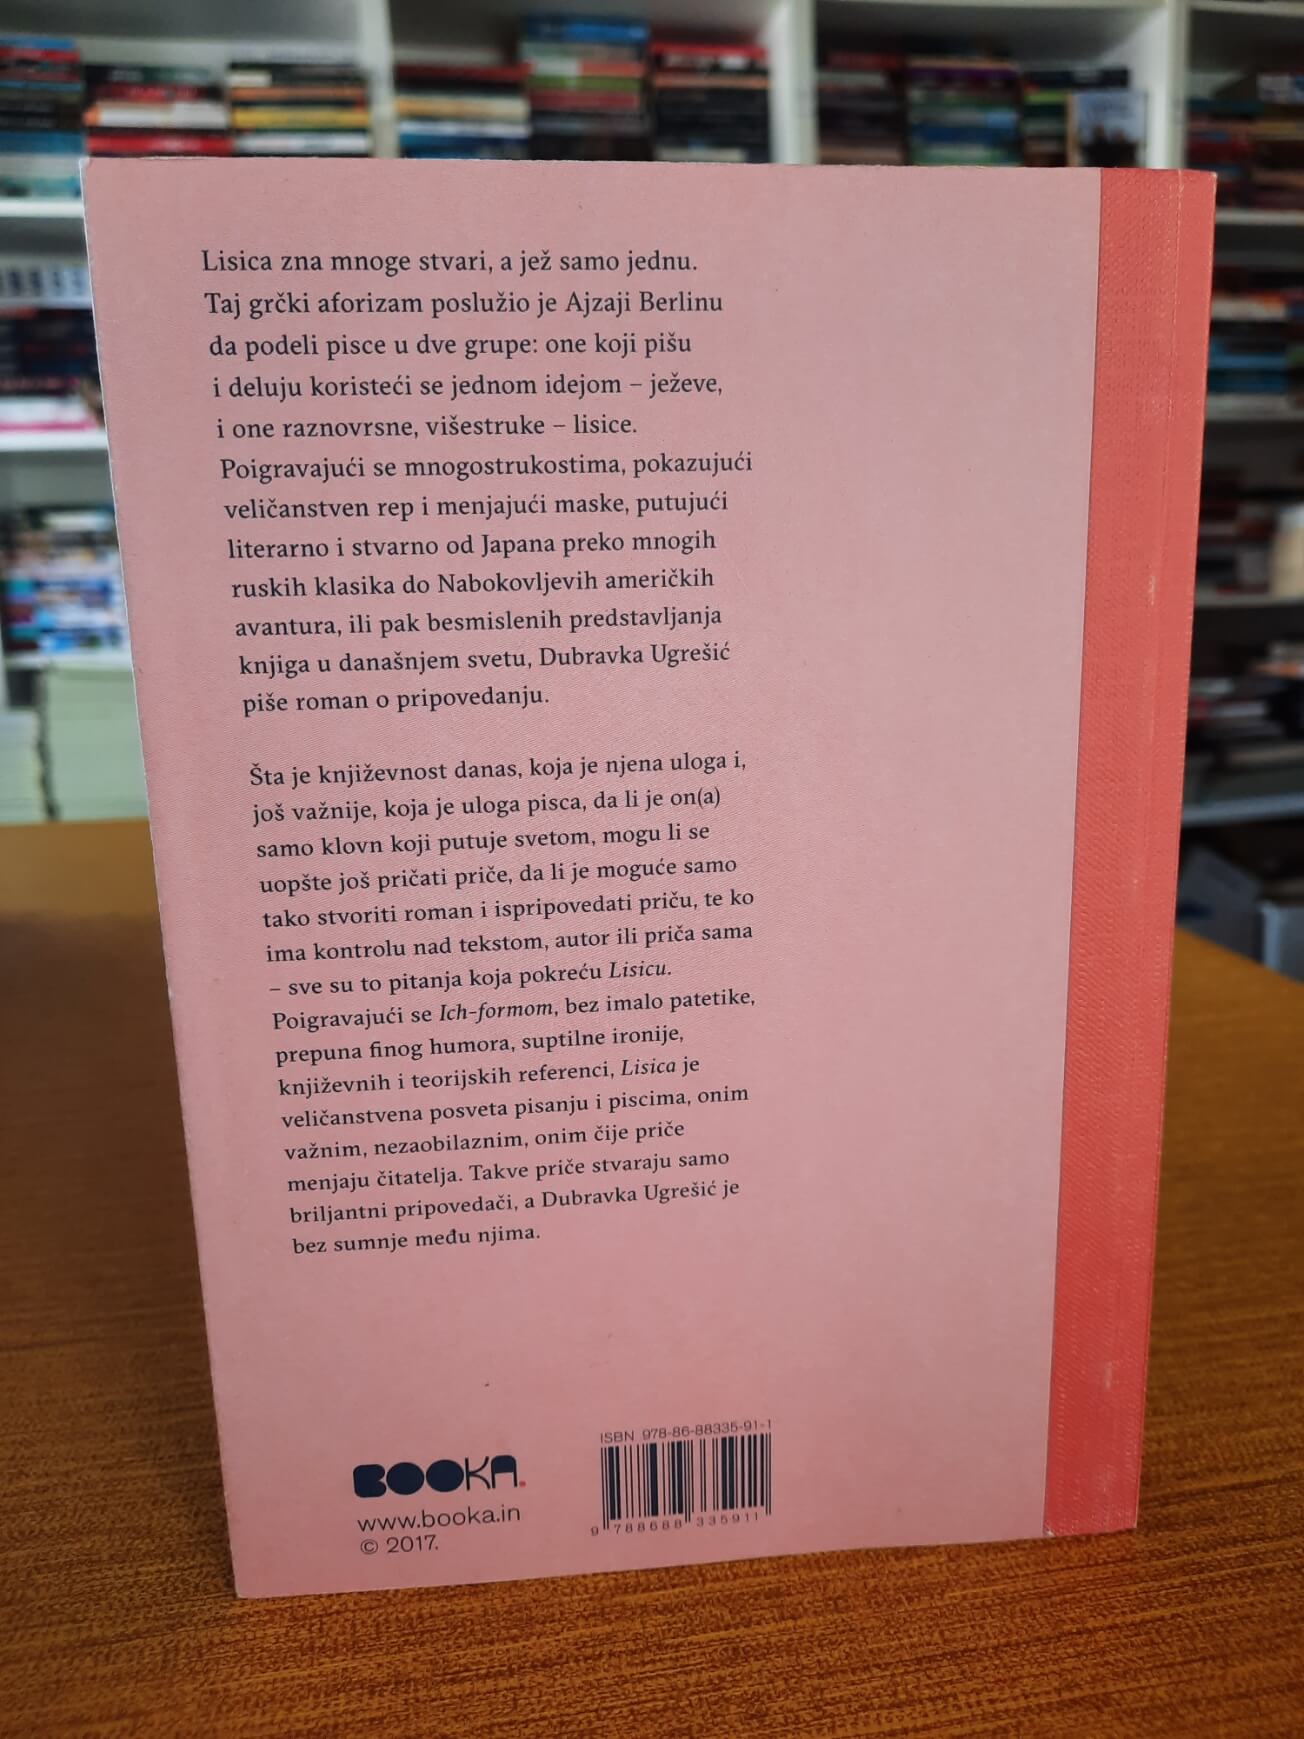 Lisica zna mnoge stvari, a jež samo jednu.
Taj grčki aforizam poslužio je Ajzaji Berlinu
da podeli pisce u dve grupe: one koji pišu
i deluju koristeći se jednom idejom – ježeve,
i one raznovrsne, višestruke – lisice.
Poigravajući se mnogostrukostima, pokazujući
veličanstven rep i menjajući maske, putujući
literarno i stvarno od Japana preko mnogih
ruskih klasika do Nabokovljevih američkih
avantura, ili pak besmislenih predstavljanja
knjiga u današnjem svetu, Dubravka Ugrešić
piše roman o pripovedanju.
Šta je književnost danas, koja je njena uloga i,
još važnije, koja je uloga pisca, da li je on(a)
samo klovn koji putuje svetom, mogu li se
uopšte još pričati priče, da li je moguće samo
tako stvoriti roman i ispripovedati priču, te ko
ima kontrolu nad tekstom, autor ili priča sama
– sve su to pitanja koja pokreću Lisicu.
Poigravajući se Ich-formom, bez imalo patetike,
prepuna finog humora, suptilne ironije,
književnih i teorijskih referenci, Lisica je
veličanstvena posveta pisanju i piscima, onim
važnim, nezaobilaznim, onim čije priče
menjaju čitatelja. Takve priče stvaraju samo
briljantni pripovedači, a Dubravka Ugrešić je
bez sumnje među njima.
BOOKA.
www.booka.in
© 2017.
ISBN 978-86-88335-91-1
9 788688 335911